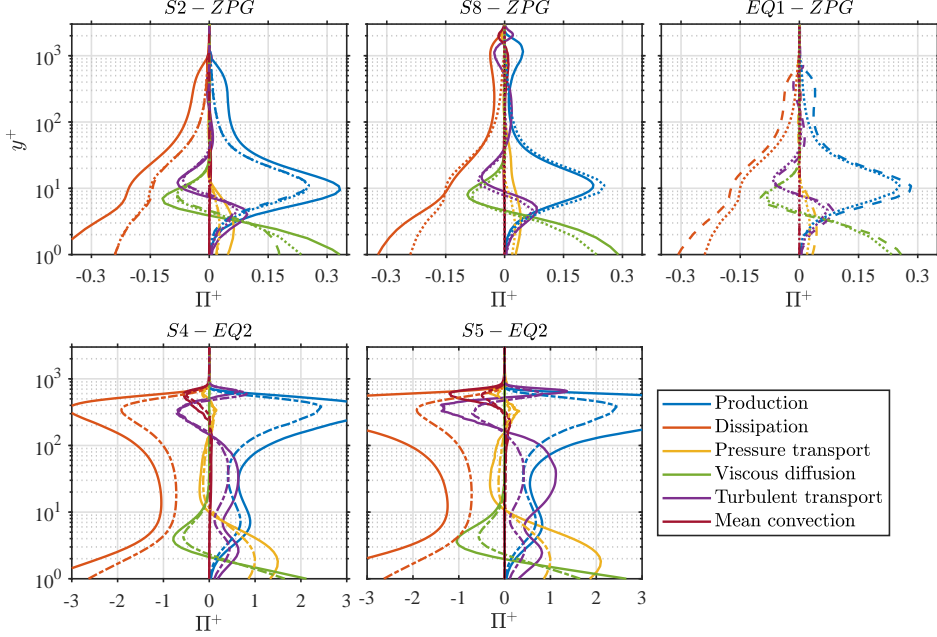 S2 − ZPG
S8 − ZPG
EQ1 − ZPG
y⁺
10³
10²
10¹
10⁰
-0.3 -0.15 0 0.15 0.3
-0.3 -0.15 0 0.15 0.3
-0.3 -0.15 0 0.15 0.3
Π⁺
Π⁺
Π⁺
S4 − EQ2
S5 − EQ2
10³
10²
10¹
10⁰
-3 -2 -1 0 1 2 3
-3 -2 -1 0 1 2 3
Π⁺
Π⁺
Production
Dissipation
Pressure transport
Viscous diffusion
Turbulent transport
Mean convection